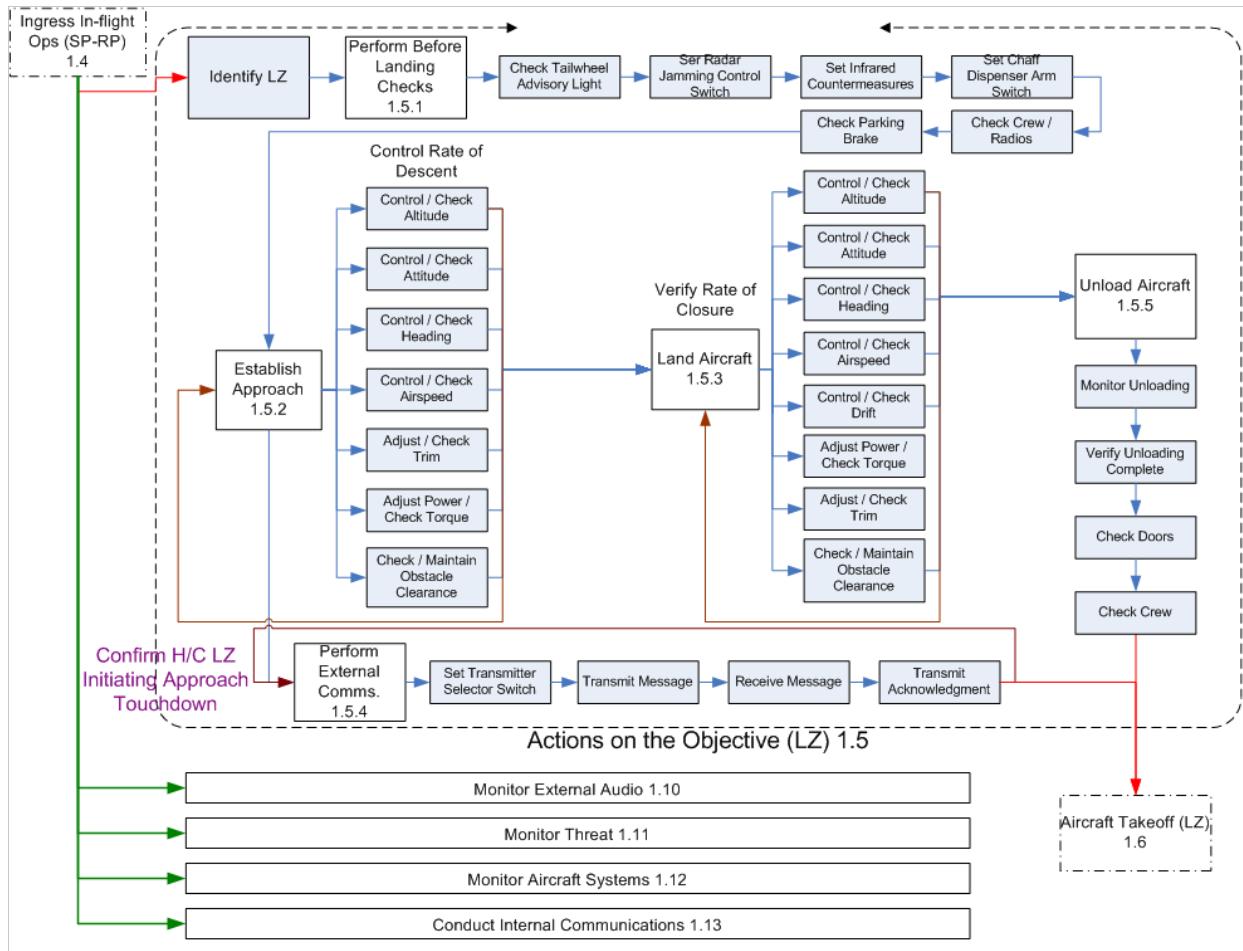 Ingress In-flight
Ops (SP-RP)
1.4
Identify LZ
Perform Before
Landing
Checks
1.5.1
Check Tailwheel
Advisory Light
Ser Radar
Jamming Control
Switch
Set Infrared
Countermeasures
Set Chaff
Dispenser Arm
Switch
Check Parking
Brake
Check Crew /
Radios
Control Rate of
Descent
Control / Check
Altitude
Control / Check
Attitude
Control / Check
Heading
Control / Check
Airspeed
Adjust / Check
Trim
Adjust Power /
Check Torque
Check / Maintain
Obstacle
Clearance
Establish
Approach
1.5.2
Verify Rate of
Closure
Land Aircraft
1.5.3
Control / Check
Altitude
Control / Check
Attitude
Control / Check
Heading
Control / Check
Airspeed
Control / Check
Drift
Adjust Power /
Check Torque
Adjust / Check
Trim
Check / Maintain
Obstacle
Clearance
Unload Aircraft
1.5.5
Monitor Unloading
Verify Unloading
Complete
Check Doors
Check Crew
Confirm H/C LZ
Initiating Approach
Touchdown
Perform
External
Comms.
1.5.4
Set Transmitter
Selector Switch
Transmit Message
Receive Message
Transmit
Acknowledgment
Actions on the Objective (LZ) 1.5
Monitor External Audio 1.10
Monitor Threat 1.11
Monitor Aircraft Systems 1.12
Conduct Internal Communications 1.13
Aircraft Takeoff (LZ)
1.6